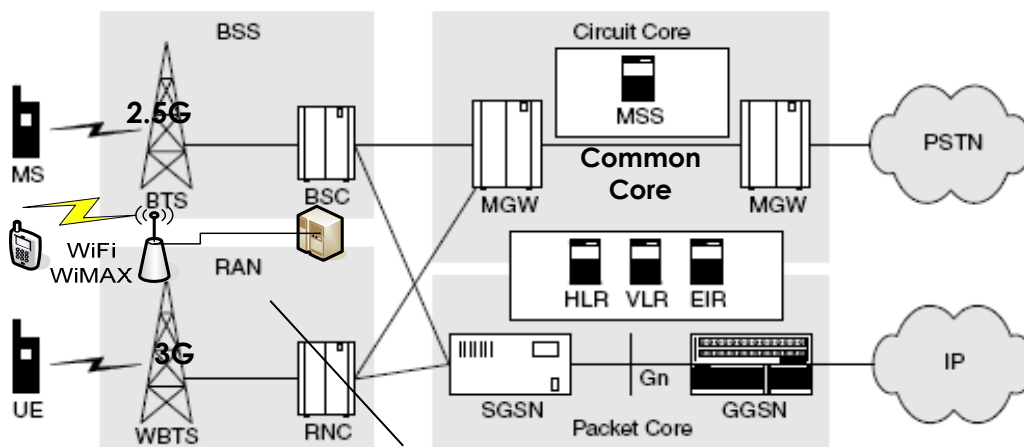 BSS
Circuit Core
2.5G
MSS
MS
BTS
BSC
MGW
Common
Core
MGW
PSTN
WiFi
WiMAX
RAN
HLR VLR EIR
3G
UE
WBTS
RNC
SGSN
Gn
GGSN
IP
Packet Core